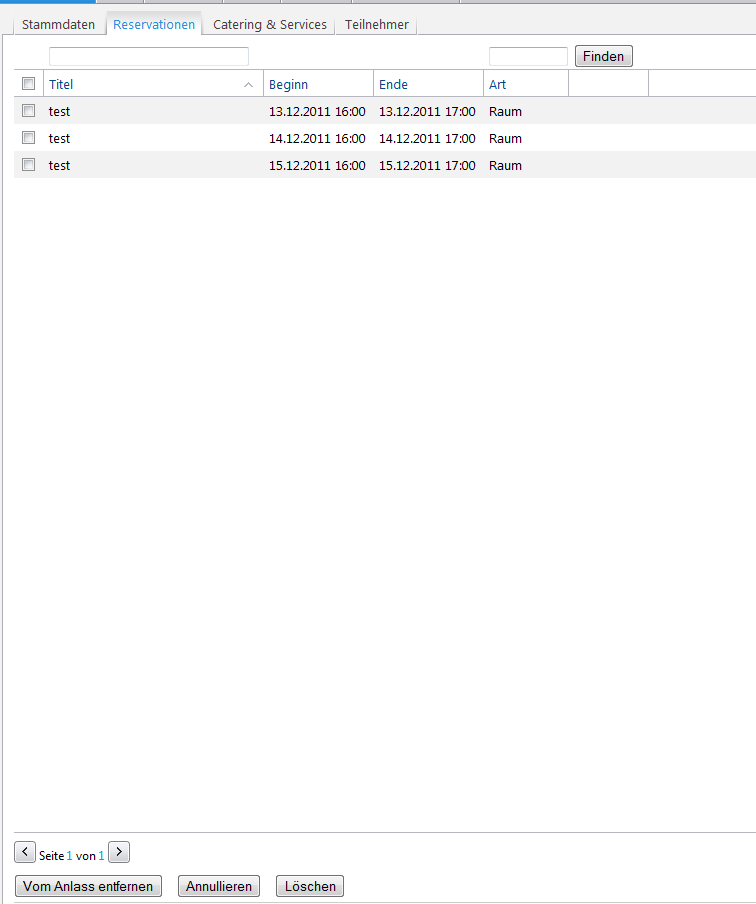 Stammdaten Reservationen Catering & Services Teilnehmer
Finden
Titel Beginn Ende Art
test 13.12.2011 16:00 13.12.2011 17:00 Raum
test 14.12.2011 16:00 14.12.2011 17:00 Raum
test 15.12.2011 16:00 15.12.2011 17:00 Raum
< Seite 1 von 1 >
Vom Anlass entfernen Annullieren Löschen